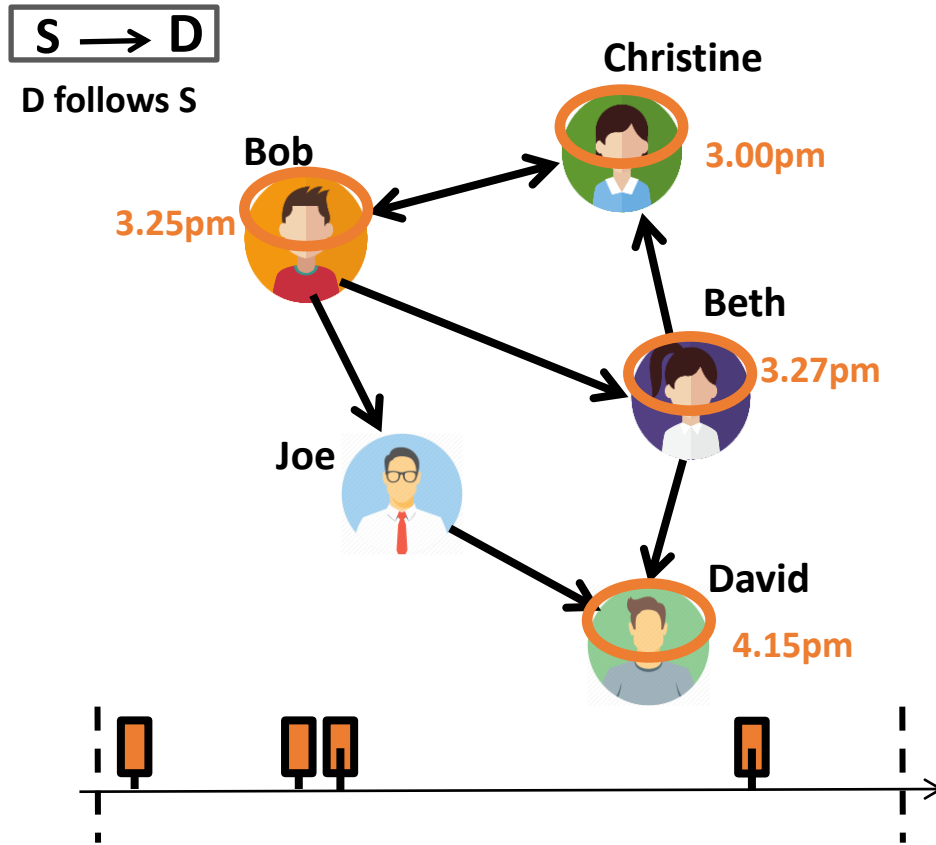 S → D
D follows S
Christine
3.00pm
Bob
3.25pm
Beth
3.27pm
Joe
David
4.15pm